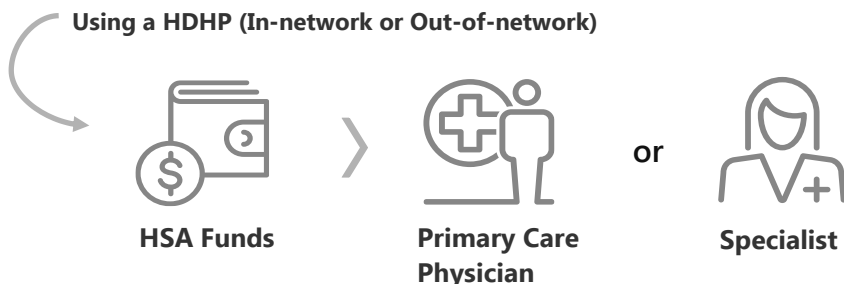 Using a HDHP (In-network or Out-of-network)
$
or
HSA Funds
Primary Care
Physician
Specialist